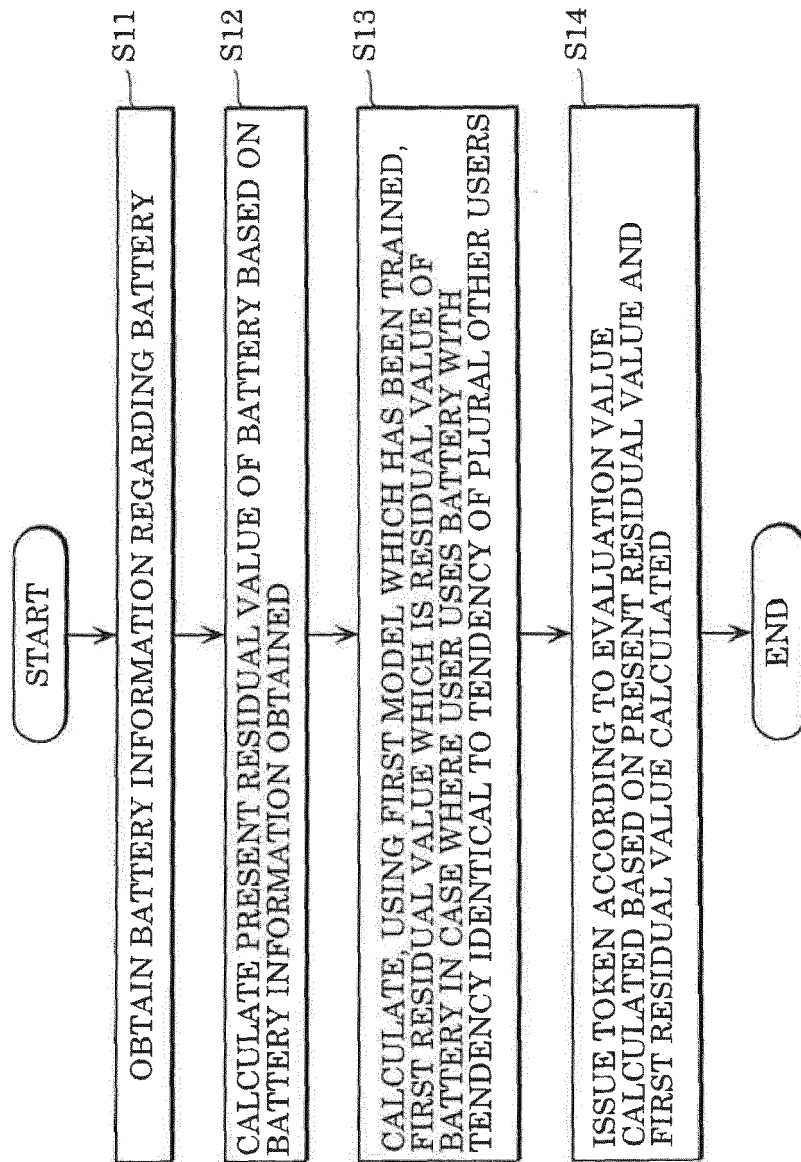 START
S11
OBTAIN BATTERY INFORMATION REGARDING BATTERY
S12
CALCULATE PRESENT RESIDUAL VALUE OF BATTERY BASED ON
BATTERY INFORMATION OBTAINED
S13
CALCULATE, USING FIRST MODEL WHICH HAS BEEN TRAINED,
FIRST RESIDUAL VALUE WHICH IS RESIDUAL VALUE OF
BATTERY IN CASE WHERE USER USES BATTERY WITH
TENDENCY IDENTICAL TO TENDENCY OF PLURAL OTHER USERS
S14
ISSUE TOKEN ACCORDING TO EVALUATION VALUE
CALCULATED BASED ON PRESENT RESIDUAL VALUE AND
FIRST RESIDUAL VALUE CALCULATED
END